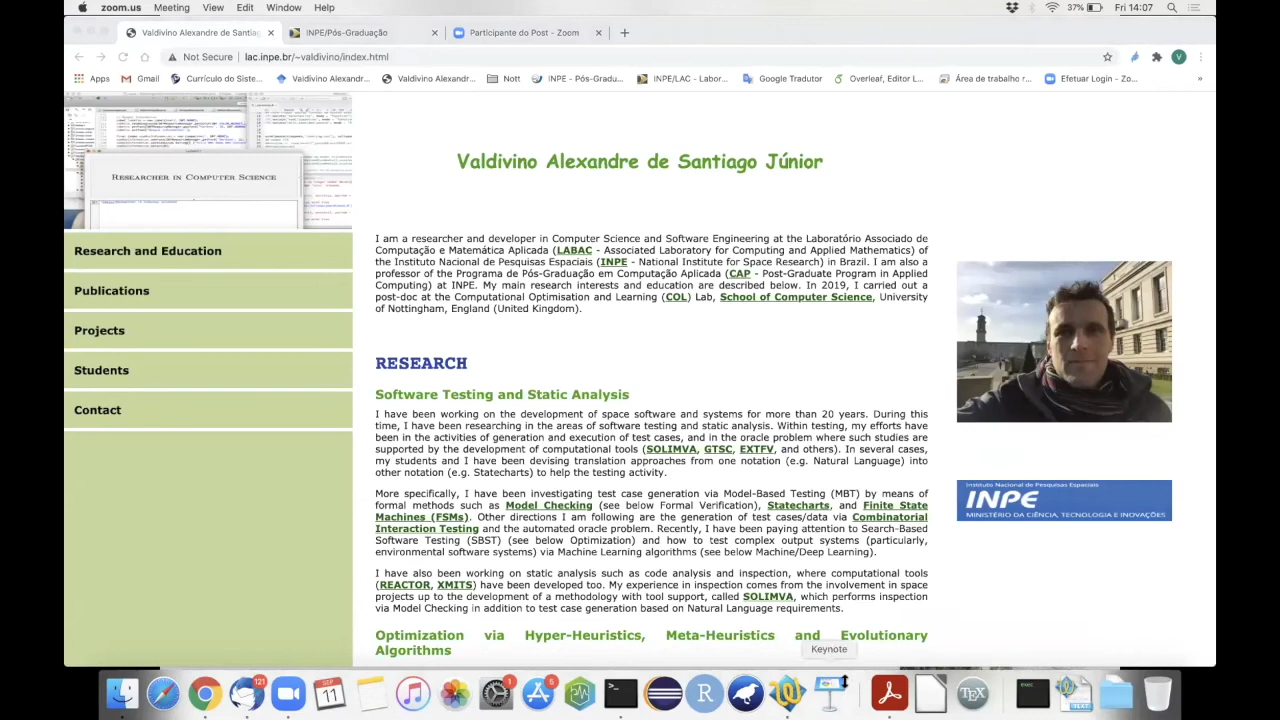 zoom.us Meeting View Edit Window Help 37% Fri 14:07
Valdivino Alexandre de Santiag INPE/Pós-Graduação Participante do Post - Zoom
Not Secure | lac.inpe.br/~valdivino/index.html
Apps Gmail Currículo do Siste... Valdivino Alexandr... Valdivino Alexandr... Nott INPE - Pós-Gradu... INPE/LAC - Labor... Google Tradutor Overleaf, Editor L... Área de trabalho r... Efetuar Login - Zo... »
Researcher in Computer Science
Valdivino Alexandre de Santiago Júnior
Research and Education
Publications
Projects
Students
Contact
I am a researcher and developer in Computer Science and Software Engineering at the Laboratório Associado de
Computação e Matemática Aplicada (LABAC - Associated Laboratory for Computing and Applied Mathematics) of
the Instituto Nacional de Pesquisas Espaciais (INPE - National Institute for Space Research) in Brazil. I am also a
professor of the Programa de Pós-Graduação em Computação Aplicada (CAP - Post-Graduate Program in Applied
Computing) at INPE. My main research interests and education are described below. In 2019, I carried out a
post-doc at the Computational Optimisation and Learning (COL) Lab, School of Computer Science, University
of Nottingham, England (United Kingdom).
RESEARCH
Software Testing and Static Analysis
I have been working on the development of space software and systems for more than 20 years. During this
time, I have been researching in the areas of software testing and static analysis. Within testing, my efforts have
been in the activities of generation and execution of test cases, and in the oracle problem where such studies are
supported by the development of computational tools (SOLIMVA, GTSC, EXTFV, and others). In several cases,
my students and I have been devising translation approaches from one notation (e.g. Natural Language) into
other notation (e.g. Statecharts) to help the testing activity.
More specifically, I have been investigating test case generation via Model-Based Testing (MBT) by means of
formal methods such as Model Checking (see below Formal Verification), Statecharts, and Finite State
Machines (FSMs). Other directions I am following are the generation of test cases/data via Combinatorial
Interaction Testing and the automated oracle problem. Recently, I have been paying attention to Search-Based
Software Testing (SBST) (see below Optimization) and how to test complex output systems (particularly,
environmental software systems) via Machine Learning algorithms (see below Machine/Deep Learning).
I have also been working on static analysis such as code analysis and inspection, where computational tools
(REACTOR, XMITS) have been developed too. My experience in inspection comes from the involvement in space
projects up to the development of a methodology with tool support, called SOLIMVA, which performs inspection
via Model Checking in addition to test case generation based on Natural Language requirements.
Optimization via Hyper-Heuristics, Meta-Heuristics and Evolutionary
Algorithms
Instituto Nacional de Pesquisas Espaciais
INPE
MINISTÉRIO DA CIÊNCIA, TECNOLOGIA E INOVAÇÕES
Keynote
121
SEP
11
1
5
R
TeX
exec
TEXT